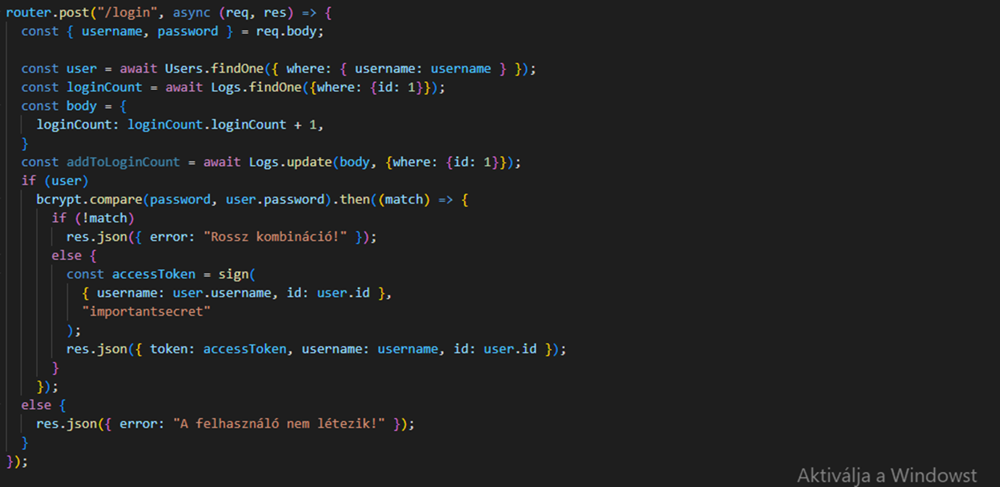 router.post("/login", async (req, res) => {
const { username, password } = req.body;
const user = await Users.findOne({ where: { username: username } });
const loginCount = await Logs.findOne({where: {id: 1}});
const body = {
loginCount: loginCount.loginCount + 1,
}
const addToLoginCount = await Logs.update(body, {where: {id: 1}});
if (user)
bcrypt.compare(password, user.password).then((match) => {
if (!match)
res.json({ error: "Rossz kombináció!" });
else {
const accessToken = sign(
{ username: user.username, id: user.id },
"importantsecret"
);
res.json({ token: accessToken, username: username, id: user.id });
}
});
else {
res.json({ error: "A felhasználó nem létezik!" });
}
});
Aktiválja a Windowst